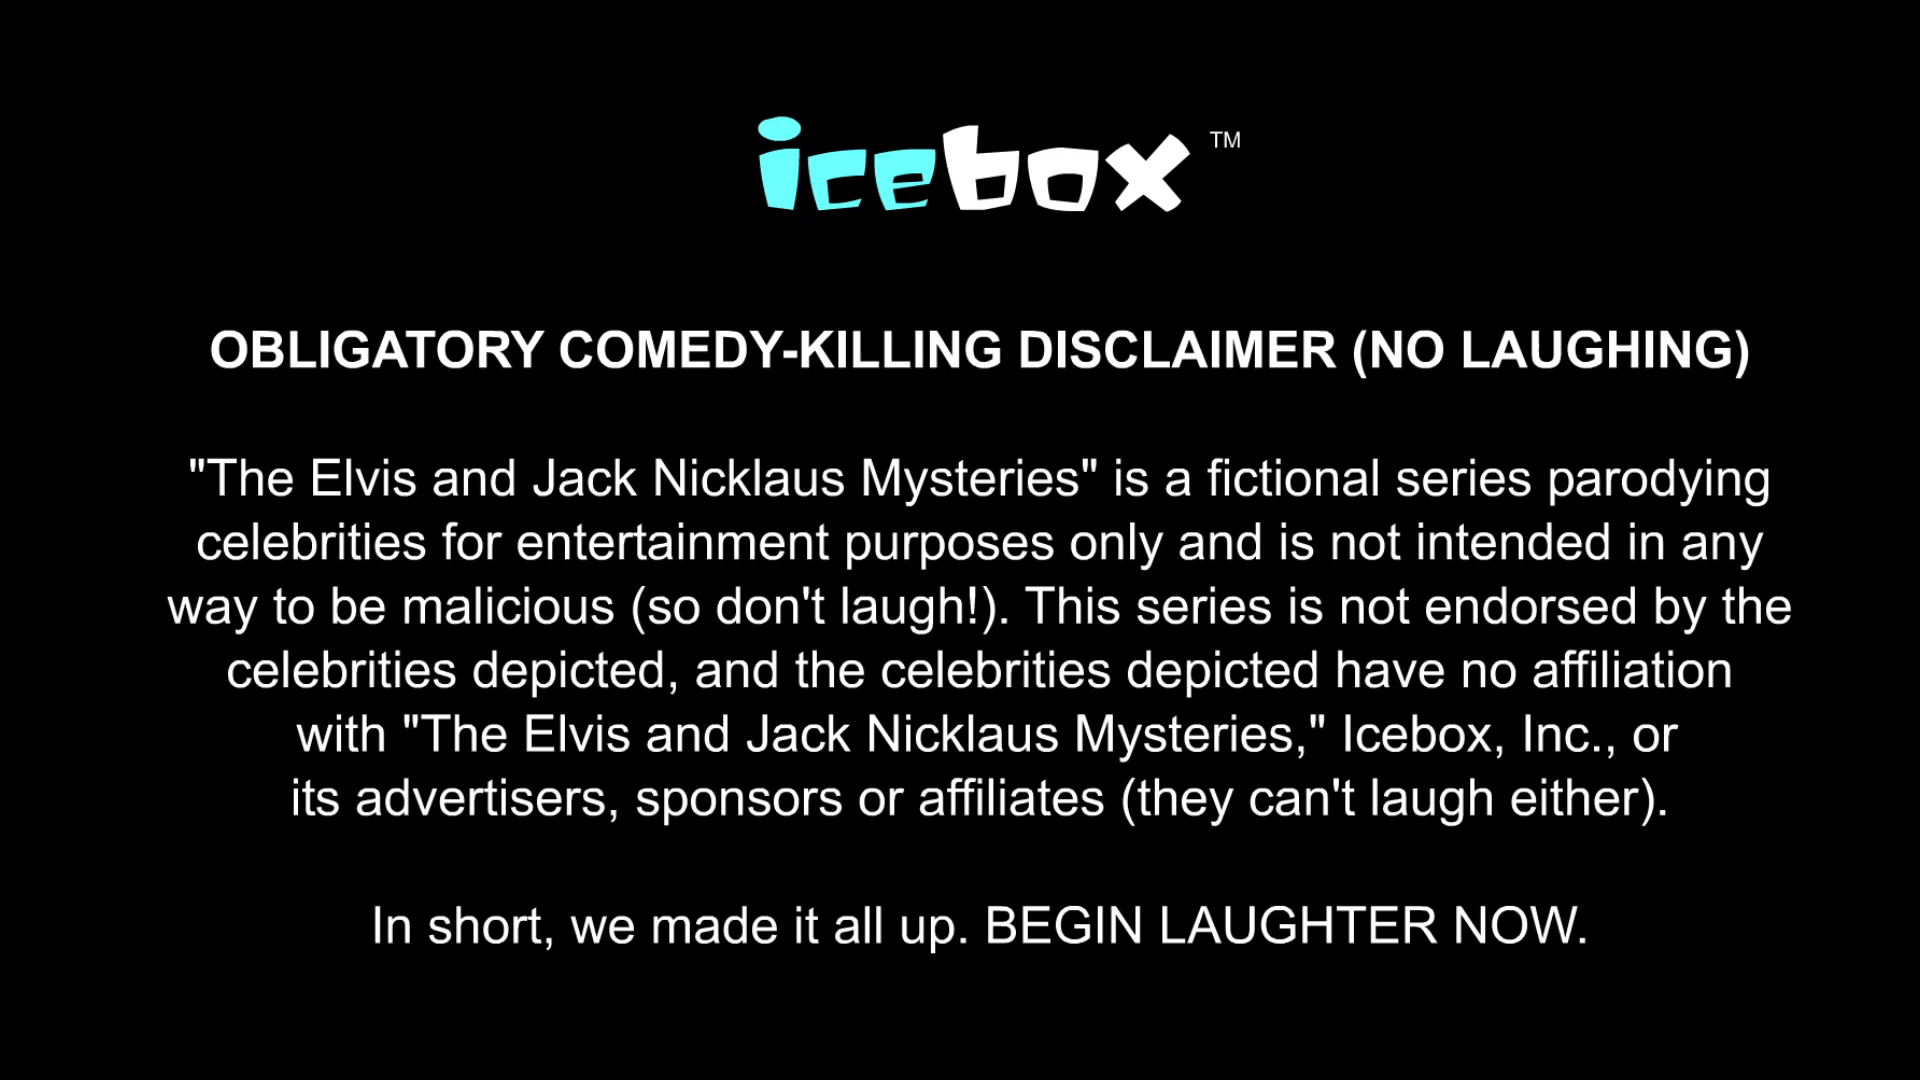 icebox ™
OBLIGATORY COMEDY-KILLING DISCLAIMER (NO LAUGHING)
"The Elvis and Jack Nicklaus Mysteries" is a fictional series parodying
celebrities for entertainment purposes only and is not intended in any
way to be malicious (so don't laugh!). This series is not endorsed by the
celebrities depicted, and the celebrities depicted have no affiliation
with "The Elvis and Jack Nicklaus Mysteries," Icebox, Inc., or
its advertisers, sponsors or affiliates (they can't laugh either).
In short, we made it all up. BEGIN LAUGHTER NOW.